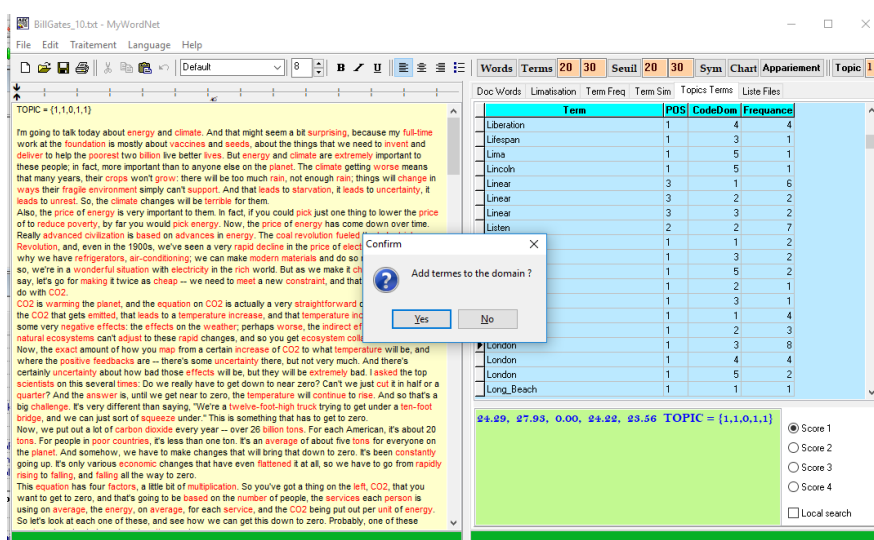 BillGates_10.txt - MyWordNet
File Edit Traitement Language Help
Default 8 B I U
Words Terms 20 30 Seuil 20 30 Sym Chart Appariement Topic 1
Doc Words Limatisation Term Freq Term Sim Topics Terms Liste Files
TOPIC = {1,1,0,1,1}
I'm going to talk today about energy and climate. And that might seem a bit surprising, because my full-time
work at the foundation is mostly about vaccines and seeds, about the things that we need to invent and
deliver to help the poorest two billion live better lives. But energy and climate are extremely important to
these people; in fact, more important than to anyone else on the planet. The climate getting worse means
that many years, their crops won't grow: there will be too much rain, not enough rain; things will change in
ways their fragile environment simply can't support. And that leads to starvation, it leads to uncertainty, it
leads to unrest. So, the climate changes will be terrible for them.
Also, the price of energy is very important to them. In fact, if you could pick just one thing to lower the price
of to reduce poverty, by far you would pick energy. Now, the price of energy has come down over time.
Really advanced civilization is based on advances in energy. The coal revolution fueled
Revolution, and, even in the 1900s, we've seen a very rapid decline in the price of elect
why we have refrigerators, air-conditioning; we can make modern materials and do so
so, we're in a wonderful situation with electricity in the rich world. But as we make it ch
say, let's go for making it twice as cheap -- we need to meet a new constraint, and that
do with CO2.
CO2 is warming the planet, and the equation on CO2 is actually a very straightforward
the CO2 that gets emitted, that leads to a temperature increase, and that temperature inc
some very negative effects: the effects on the weather; perhaps worse, the indirect ef
natural ecosystems can't adjust to these rapid changes, and so you get ecosystem coll
Now, the exact amount of how you map from a certain increase of CO2 to what temperature will be, and
where the positive feedbacks are -- there's some uncertainty there, but not very much. And there's
certainly uncertainty about how bad those effects will be, but they will be extremely bad. I asked the top
scientists on this several times: Do we really have to get down to near zero? Can't we just cut it in half or a
quarter? And the answer is, until we get near to zero, the temperature will continue to rise. And so that's a
big challenge. It's very different than saying, "We're a twelve-foot-high truck trying to get under a ten-foot
bridge, and we can just sort of squeeze under." This is something that has to get to zero.
Now, we put out a lot of carbon dioxide every year -- over 26 billion tons. For each American, it's about 20
tons. For people in poor countries, it's less than one ton. It's an average of about five tons for everyone on
the planet. And somehow, we have to make changes that will bring that down to zero. It's been constantly
going up. It's only various economic changes that have even flattened it at all, so we have to go from rapidly
rising to falling, and falling all the way to zero.
This equation has four factors, a little bit of multiplication. So you've got a thing on the left, CO2, that you
want to get to zero, and that's going to be based on the number of people, the services each person is
using on average, the energy, on average, for each service, and the CO2 being put out per unit of energy.
So let's look at each one of these, and see how we can get this down to zero. Probably, one of these
Term POS CodeDom Frequance
Liberation 1 4 4
Lifespan 1 3 1
Lima 1 5 1
Lincoln 1 5 1
Linear 3 1 6
Linear 3 2 2
Linear 3 3 2
Listen 2 2 7
1 1 2
1 3 2
1 5 2
1 2 1
1 3 1
1 1 4
1 2 3
London 1 3 8
London 1 4 4
London 1 5 2
Long_Beach 1 1 1
Confirm
Add termes to the domain ?
Yes No
24.29, 27.93, 0.00, 24.22, 23.56 TOPIC = {1,1,0,1,1}
Score 1
Score 2
Score 3
Score 4
Local search